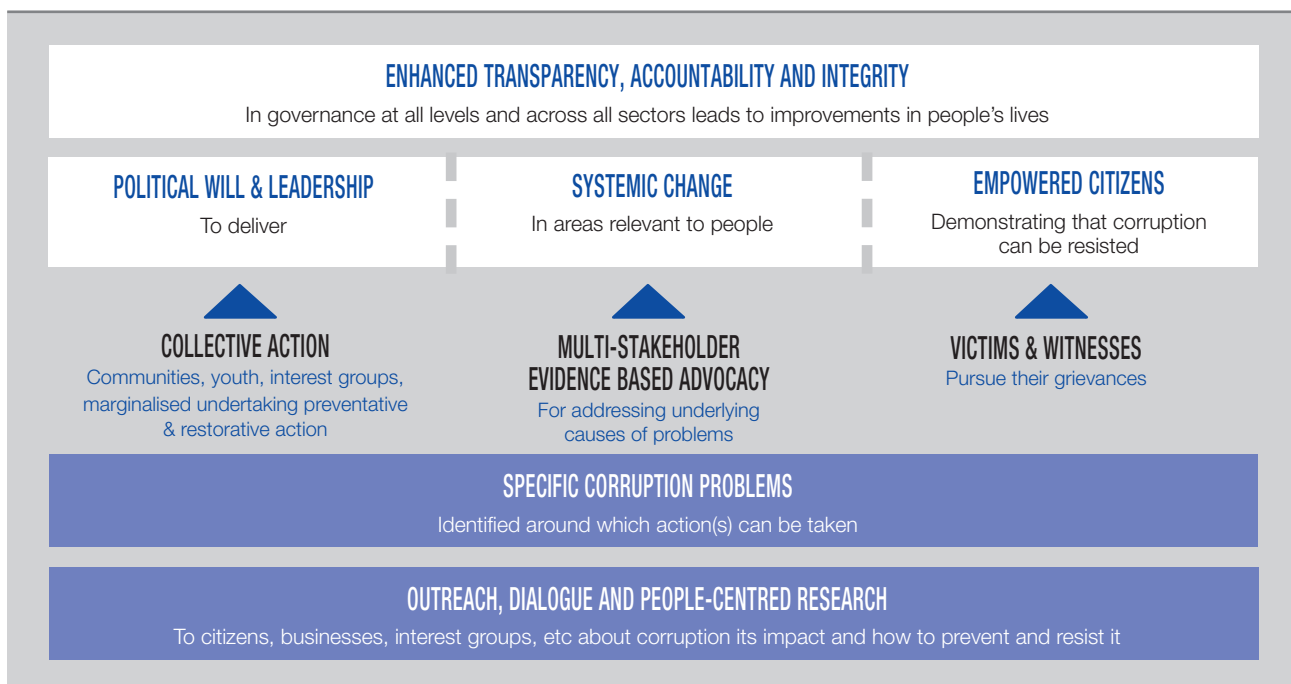 ENHANCED TRANSPARENCY, ACCOUNTABILITY AND INTEGRITY
In governance at all levels and across all sectors leads to improvements in people's lives
POLITICAL WILL & LEADERSHIP
To deliver
SYSTEMIC CHANGE
In areas relevant to people
EMPOWERED CITIZENS
Demonstrating that corruption
can be resisted
COLLECTIVE ACTION
Communities, youth, interest groups,
marginalised undertaking preventative
& restorative action
MULTI-STAKEHOLDER
EVIDENCE BASED ADVOCACY
For addressing underlying
causes of problems
VICTIMS & WITNESSES
Pursue their grievances
SPECIFIC CORRUPTION PROBLEMS
Identified around which action(s) can be taken
OUTREACH, DIALOGUE AND PEOPLE-CENTRED RESEARCH
To citizens, businesses, interest groups, etc about corruption its impact and how to prevent and resist it